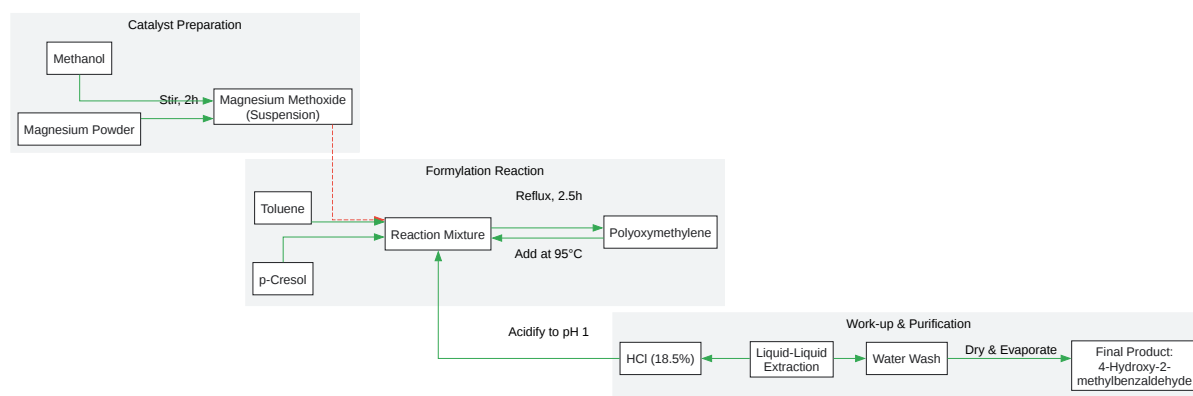 Catalyst Preparation
Methanol
Stir, 2h
Magnesium Methoxide
(Suspension)
Magnesium Powder
Formylation Reaction
Toluene
Reflux, 2.5h
Reaction Mixture
Polyoxymethylene
Add at 95°C
p-Cresol
Acidify to pH 1
Work-up & Purification
HCl (18.5%)
Liquid-Liquid
Extraction
Water Wash
Dry & Evaporate
Final Product:
4-Hydroxy-2-
methylbenzaldehyde